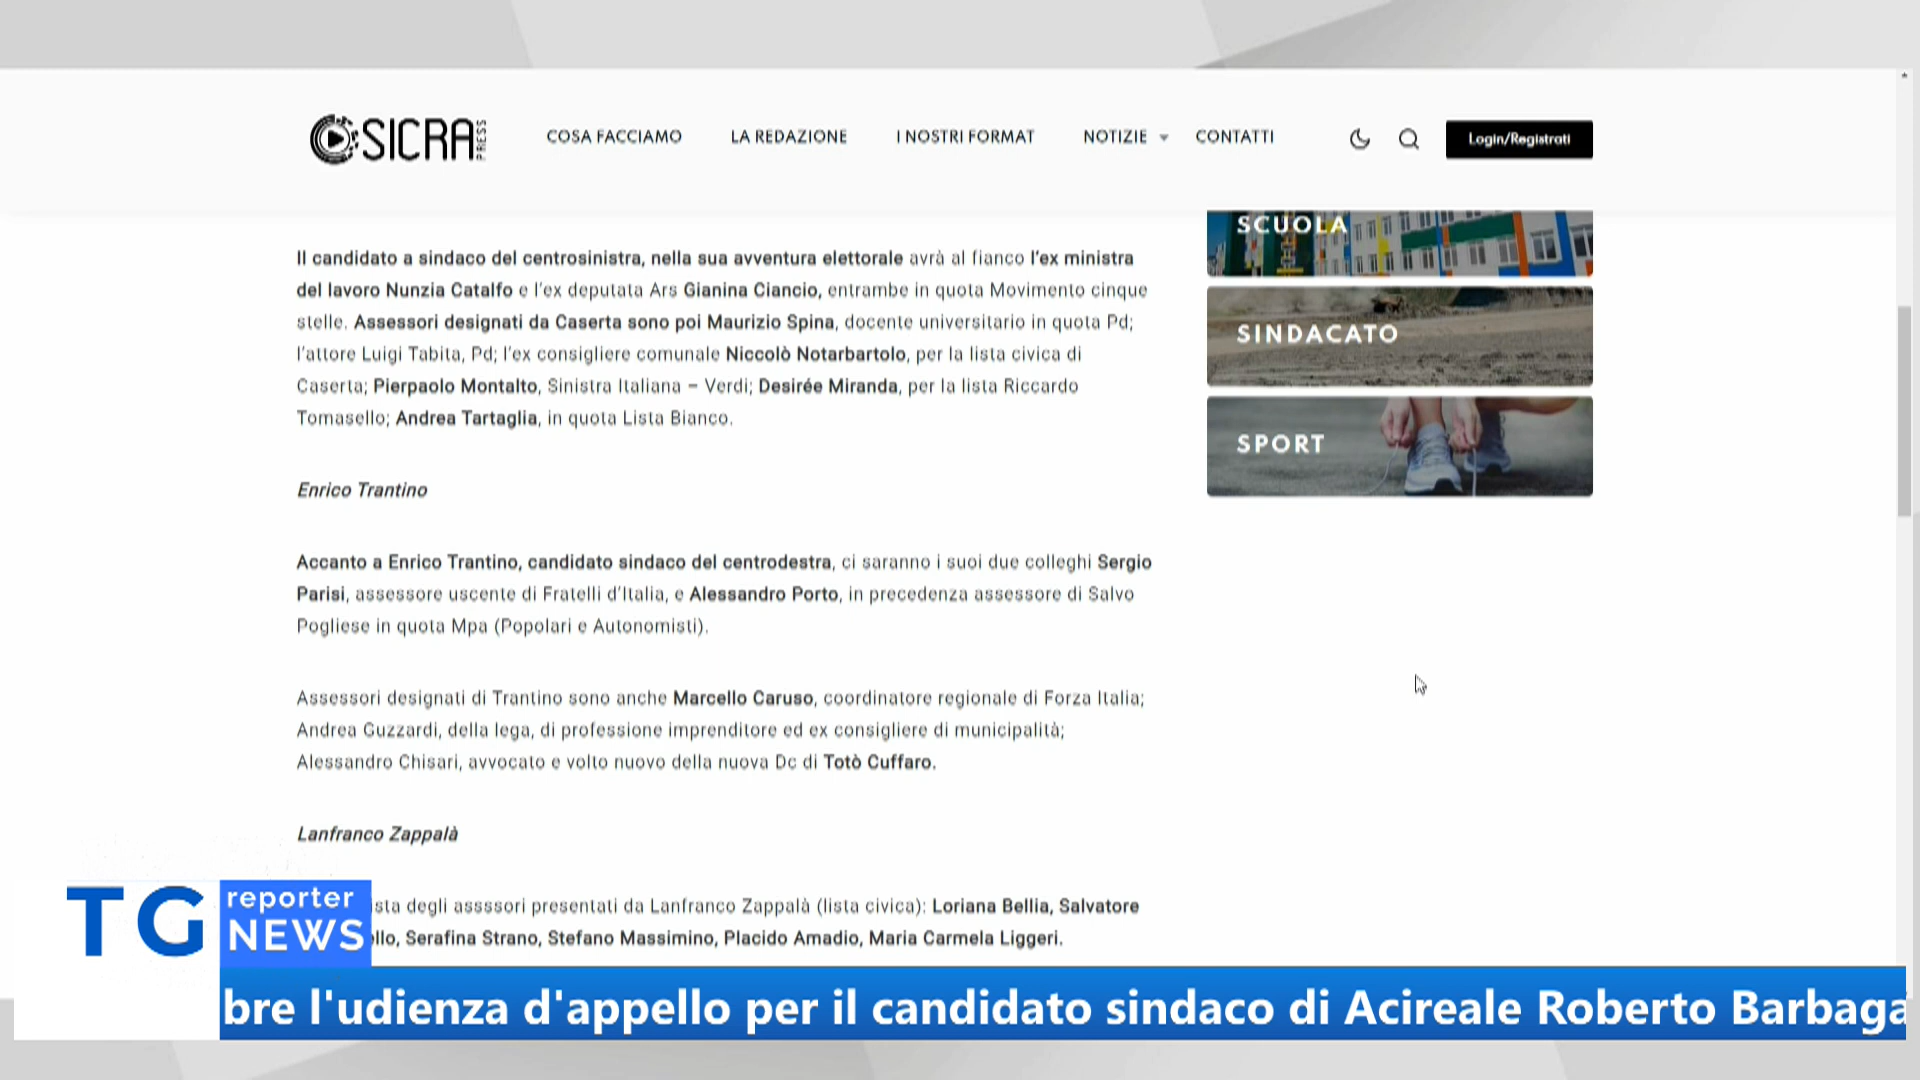 SICRA PRESS
COSA FACCIAMO
LA REDAZIONE
I NOSTRI FORMAT
NOTIZIE
CONTATTI
Login/Registrati
SCUOLA
SINDACATO
SPORT
Il candidato a sindaco del centrosinistra, nella sua avventura elettorale avrà al fianco l'ex ministra
del lavoro Nunzia Catalfo e l'ex deputata Ars Gianina Ciancio, entrambe in quota Movimento cinque
stelle. Assessori designati da Caserta sono poi Maurizio Spina, docente universitario in quota Pd;
l'attore Luigi Tabita, Pd; l'ex consigliere comunale Niccolò Notarbartolo, per la lista civica di
Caserta; Pierpaolo Montalto, Sinistra Italiana – Verdi; Desirée Miranda, per la lista Riccardo
Tomasello; Andrea Tartaglia, in quota Lista Bianco.
Enrico Trantino
Accanto a Enrico Trantino, candidato sindaco del centrodestra, ci saranno i suoi due colleghi Sergio
Parisi, assessore uscente di Fratelli d'Italia, e Alessandro Porto, in precedenza assessore di Salvo
Pogliese in quota Mpa (Popolari e Autonomisti).
Assessori designati di Trantino sono anche Marcello Caruso, coordinatore regionale di Forza Italia;
Andrea Guzzardi, della lega, di professione imprenditore ed ex consigliere di municipalità;
Alessandro Chisari, avvocato e volto nuovo della nuova Dc di Totò Cuffaro.
Lanfranco Zappalà
ista degli assssori presentati da Lanfranco Zappalà (lista civica): Loriana Bellia, Salvatore
llo, Serafina Strano, Stefano Massimino, Placido Amadio, Maria Carmela Liggeri.
TG reporter
NEWS
bre l'udienza d'appello per il candidato sindaco di Acireale Roberto Barbaga